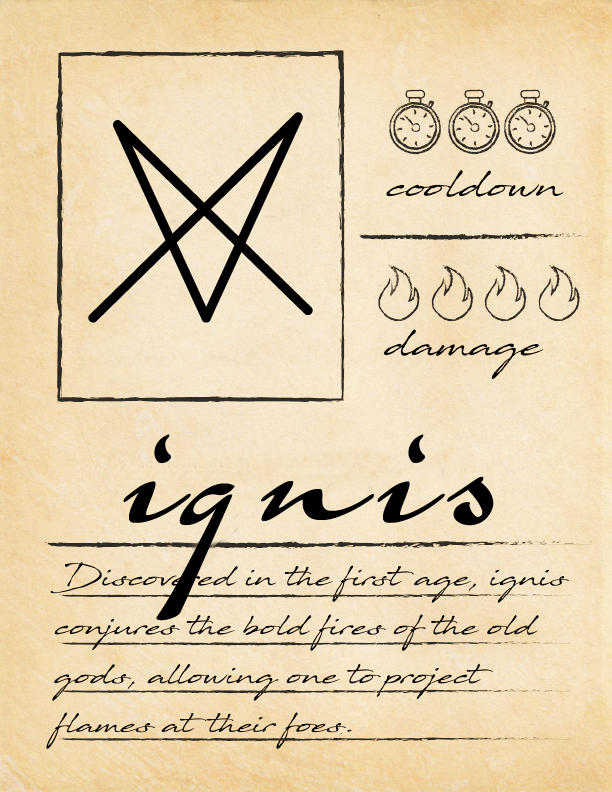 cooldown
damage
ignis
Discovered in the first age, ignis
conjures the bold fires of the old
gods, allowing one to project
flames at their foes.